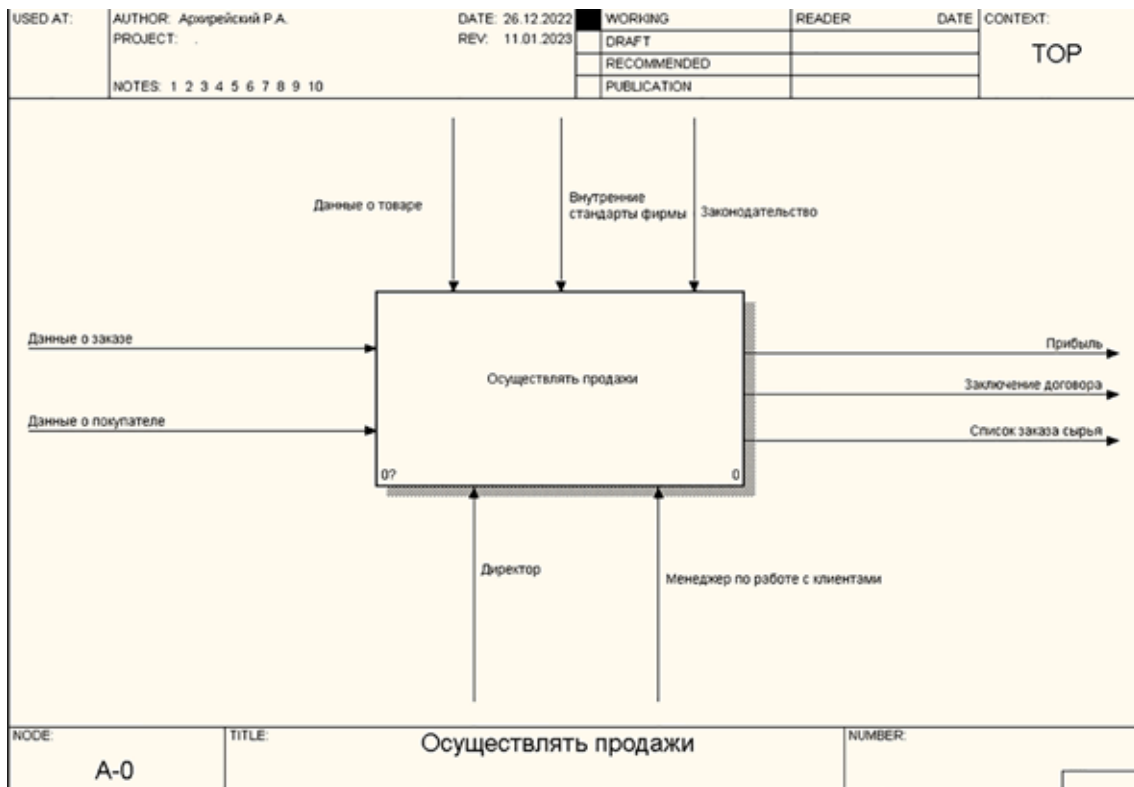 USED AT:
AUTHOR: Архирейский Р.А.
DATE: 26.12.2022
WORKING
READER
DATE
CONTEXT:
PROJECT: .
REV: 11.01.2023
DRAFT
TOP
RECOMMENDED
NOTES: 1 2 3 4 5 6 7 8 9 10
PUBLICATION
Данные о товаре
Внутренние
стандарты фирмы
Законодательство
Данные о заказе
Прибыль
Осуществлять продажи
Заключение договора
Данные о покупателе
Список заказа сырья
0?
0
Директор
Менеджер по работе с клиентами
NODE:
TITLE:
Осуществлять продажи
NUMBER:
A-0